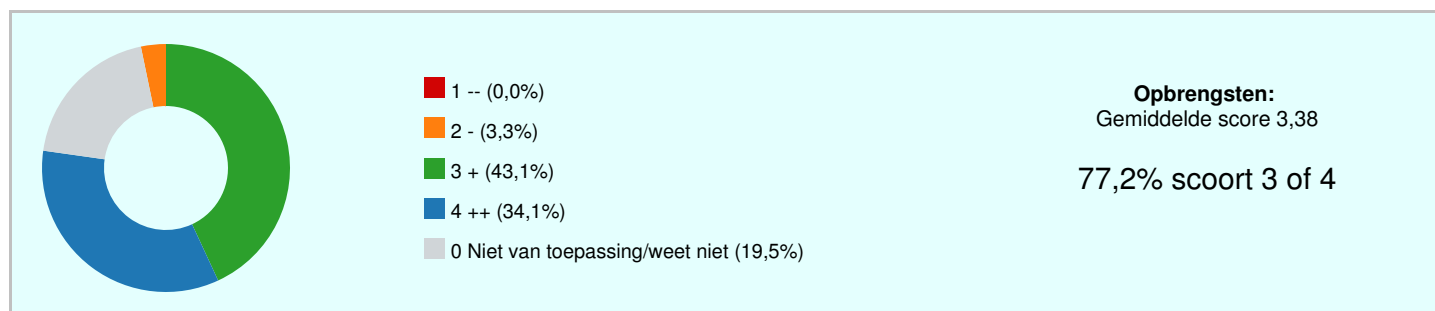 1 -- (0,0%)
2 - (3,3%)
3 + (43,1%)
4 ++ (34,1%)
0 Niet van toepassing/weet niet (19,5%)
Opbrengsten:
Gemiddelde score 3,38
77,2% scoort 3 of 4